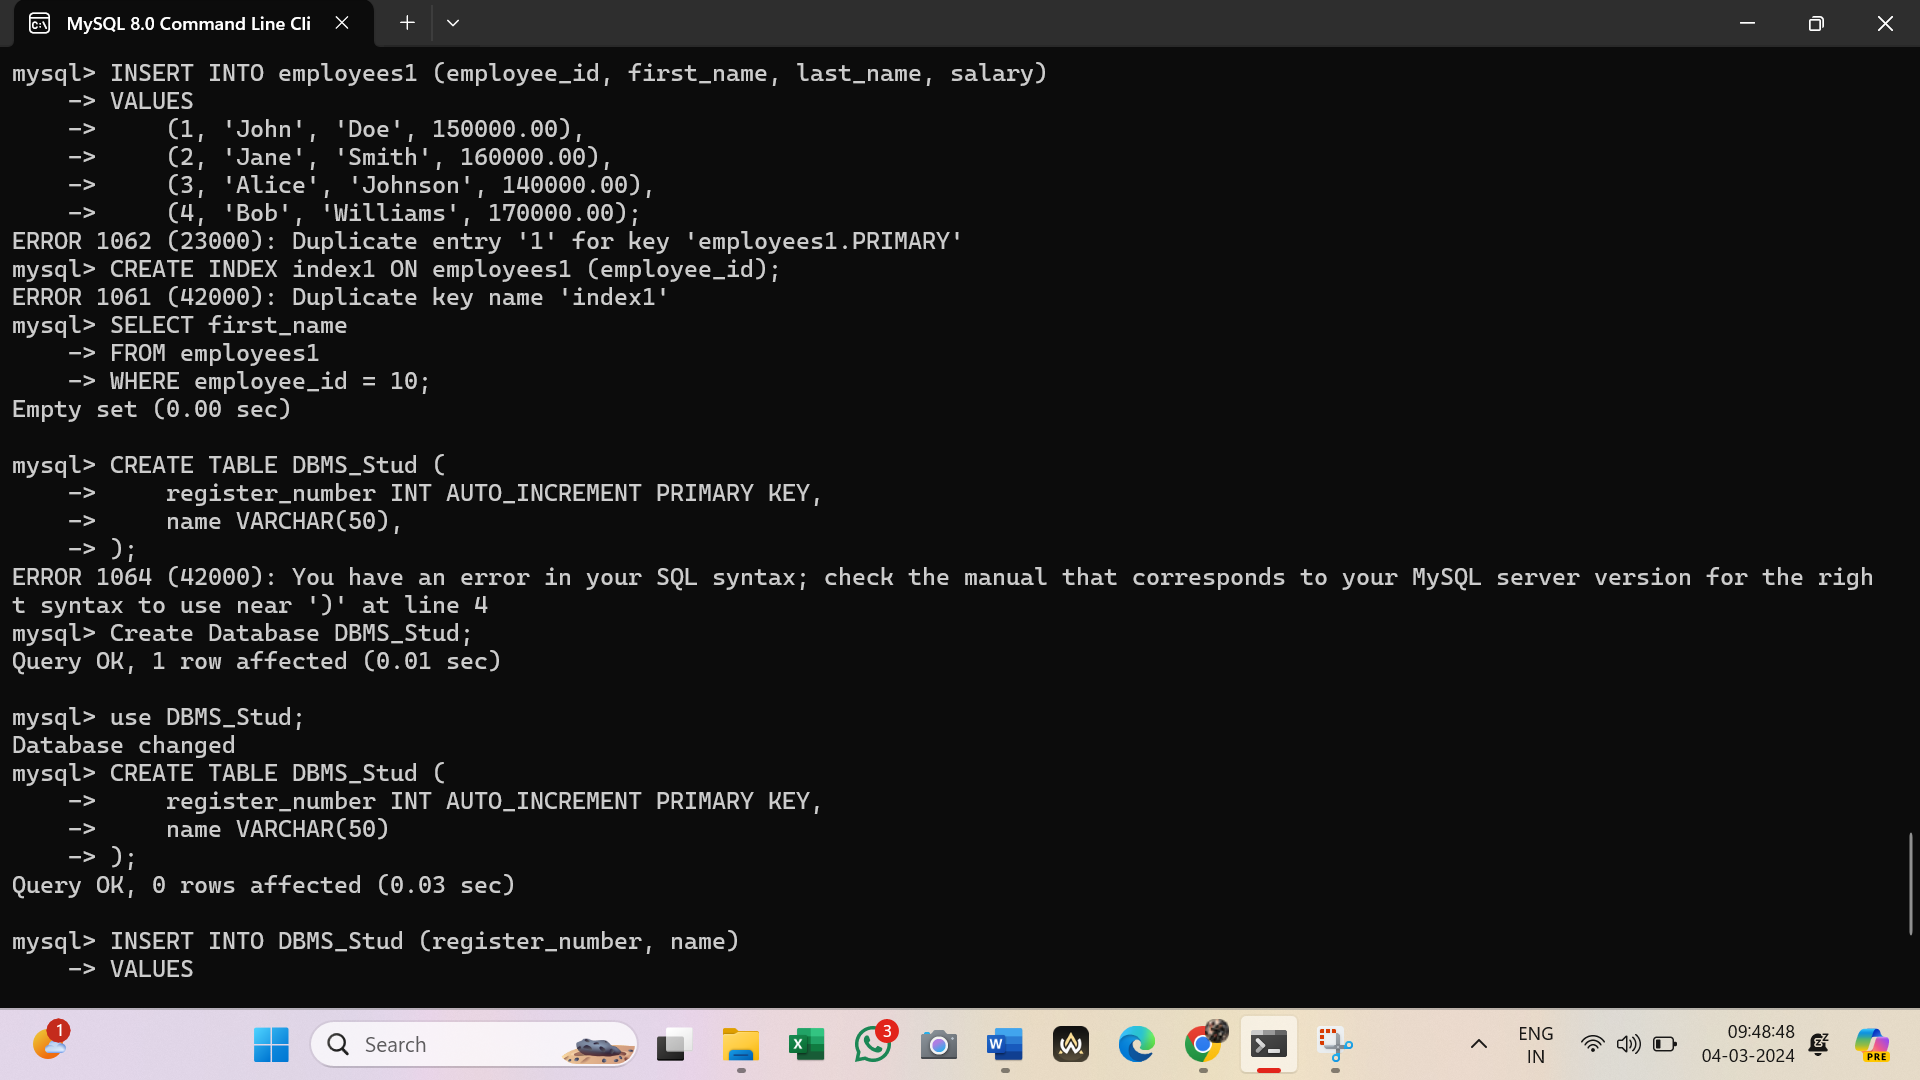 MySQL 8.0 Command Line Cli
mysql> INSERT INTO employees1 (employee_id, first_name, last_name, salary)
    -> VALUES
    ->     (1, 'John', 'Doe', 150000.00),
    ->     (2, 'Jane', 'Smith', 160000.00),
    ->     (3, 'Alice', 'Johnson', 140000.00),
    ->     (4, 'Bob', 'Williams', 170000.00);
ERROR 1062 (23000): Duplicate entry '1' for key 'employees1.PRIMARY'
mysql> CREATE INDEX index1 ON employees1 (employee_id);
ERROR 1061 (42000): Duplicate key name 'index1'
mysql> SELECT first_name
    -> FROM employees1
    -> WHERE employee_id = 10;
Empty set (0.00 sec)
mysql> CREATE TABLE DBMS_Stud (
    ->     register_number INT AUTO_INCREMENT PRIMARY KEY,
    ->     name VARCHAR(50),
    -> );
ERROR 1064 (42000): You have an error in your SQL syntax; check the manual that corresponds to your MySQL server version for the righ
t syntax to use near ')' at line 4
mysql> Create Database DBMS_Stud;
Query OK, 1 row affected (0.01 sec)
mysql> use DBMS_Stud;
Database changed
mysql> CREATE TABLE DBMS_Stud (
    ->     register_number INT AUTO_INCREMENT PRIMARY KEY,
    ->     name VARCHAR(50)
    -> );
Query OK, 0 rows affected (0.03 sec)
mysql> INSERT INTO DBMS_Stud (register_number, name)
    -> VALUES
1
Search
3
ENG
IN
09:48:48
04-03-2024
PRE